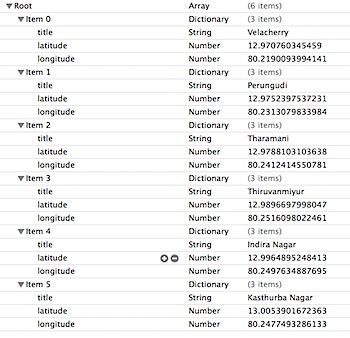 Root Array (6 items)
Item 0 Dictionary (3 items)
title String Velacherry
latitude Number 12.970760345459
longitude Number 80.2190093994141
Item 1 Dictionary (3 items)
title String Perungudi
latitude Number 12.9752397537231
longitude Number 80.2313079833984
Item 2 Dictionary (3 items)
title String Tharamani
latitude Number 12.9788103103638
longitude Number 80.2412414550781
Item 3 Dictionary (3 items)
title String Thiruvanmiyur
latitude Number 12.9896697998047
longitude Number 80.2516098022461
Item 4 Dictionary (3 items)
title String Indira Nagar
latitude Number 12.9964895248413
longitude Number 80.2497634887695
Item 5 Dictionary (3 items)
title String Kasthurba Nagar
latitude Number 13.0053901672363
longitude Number 80.2477493286133